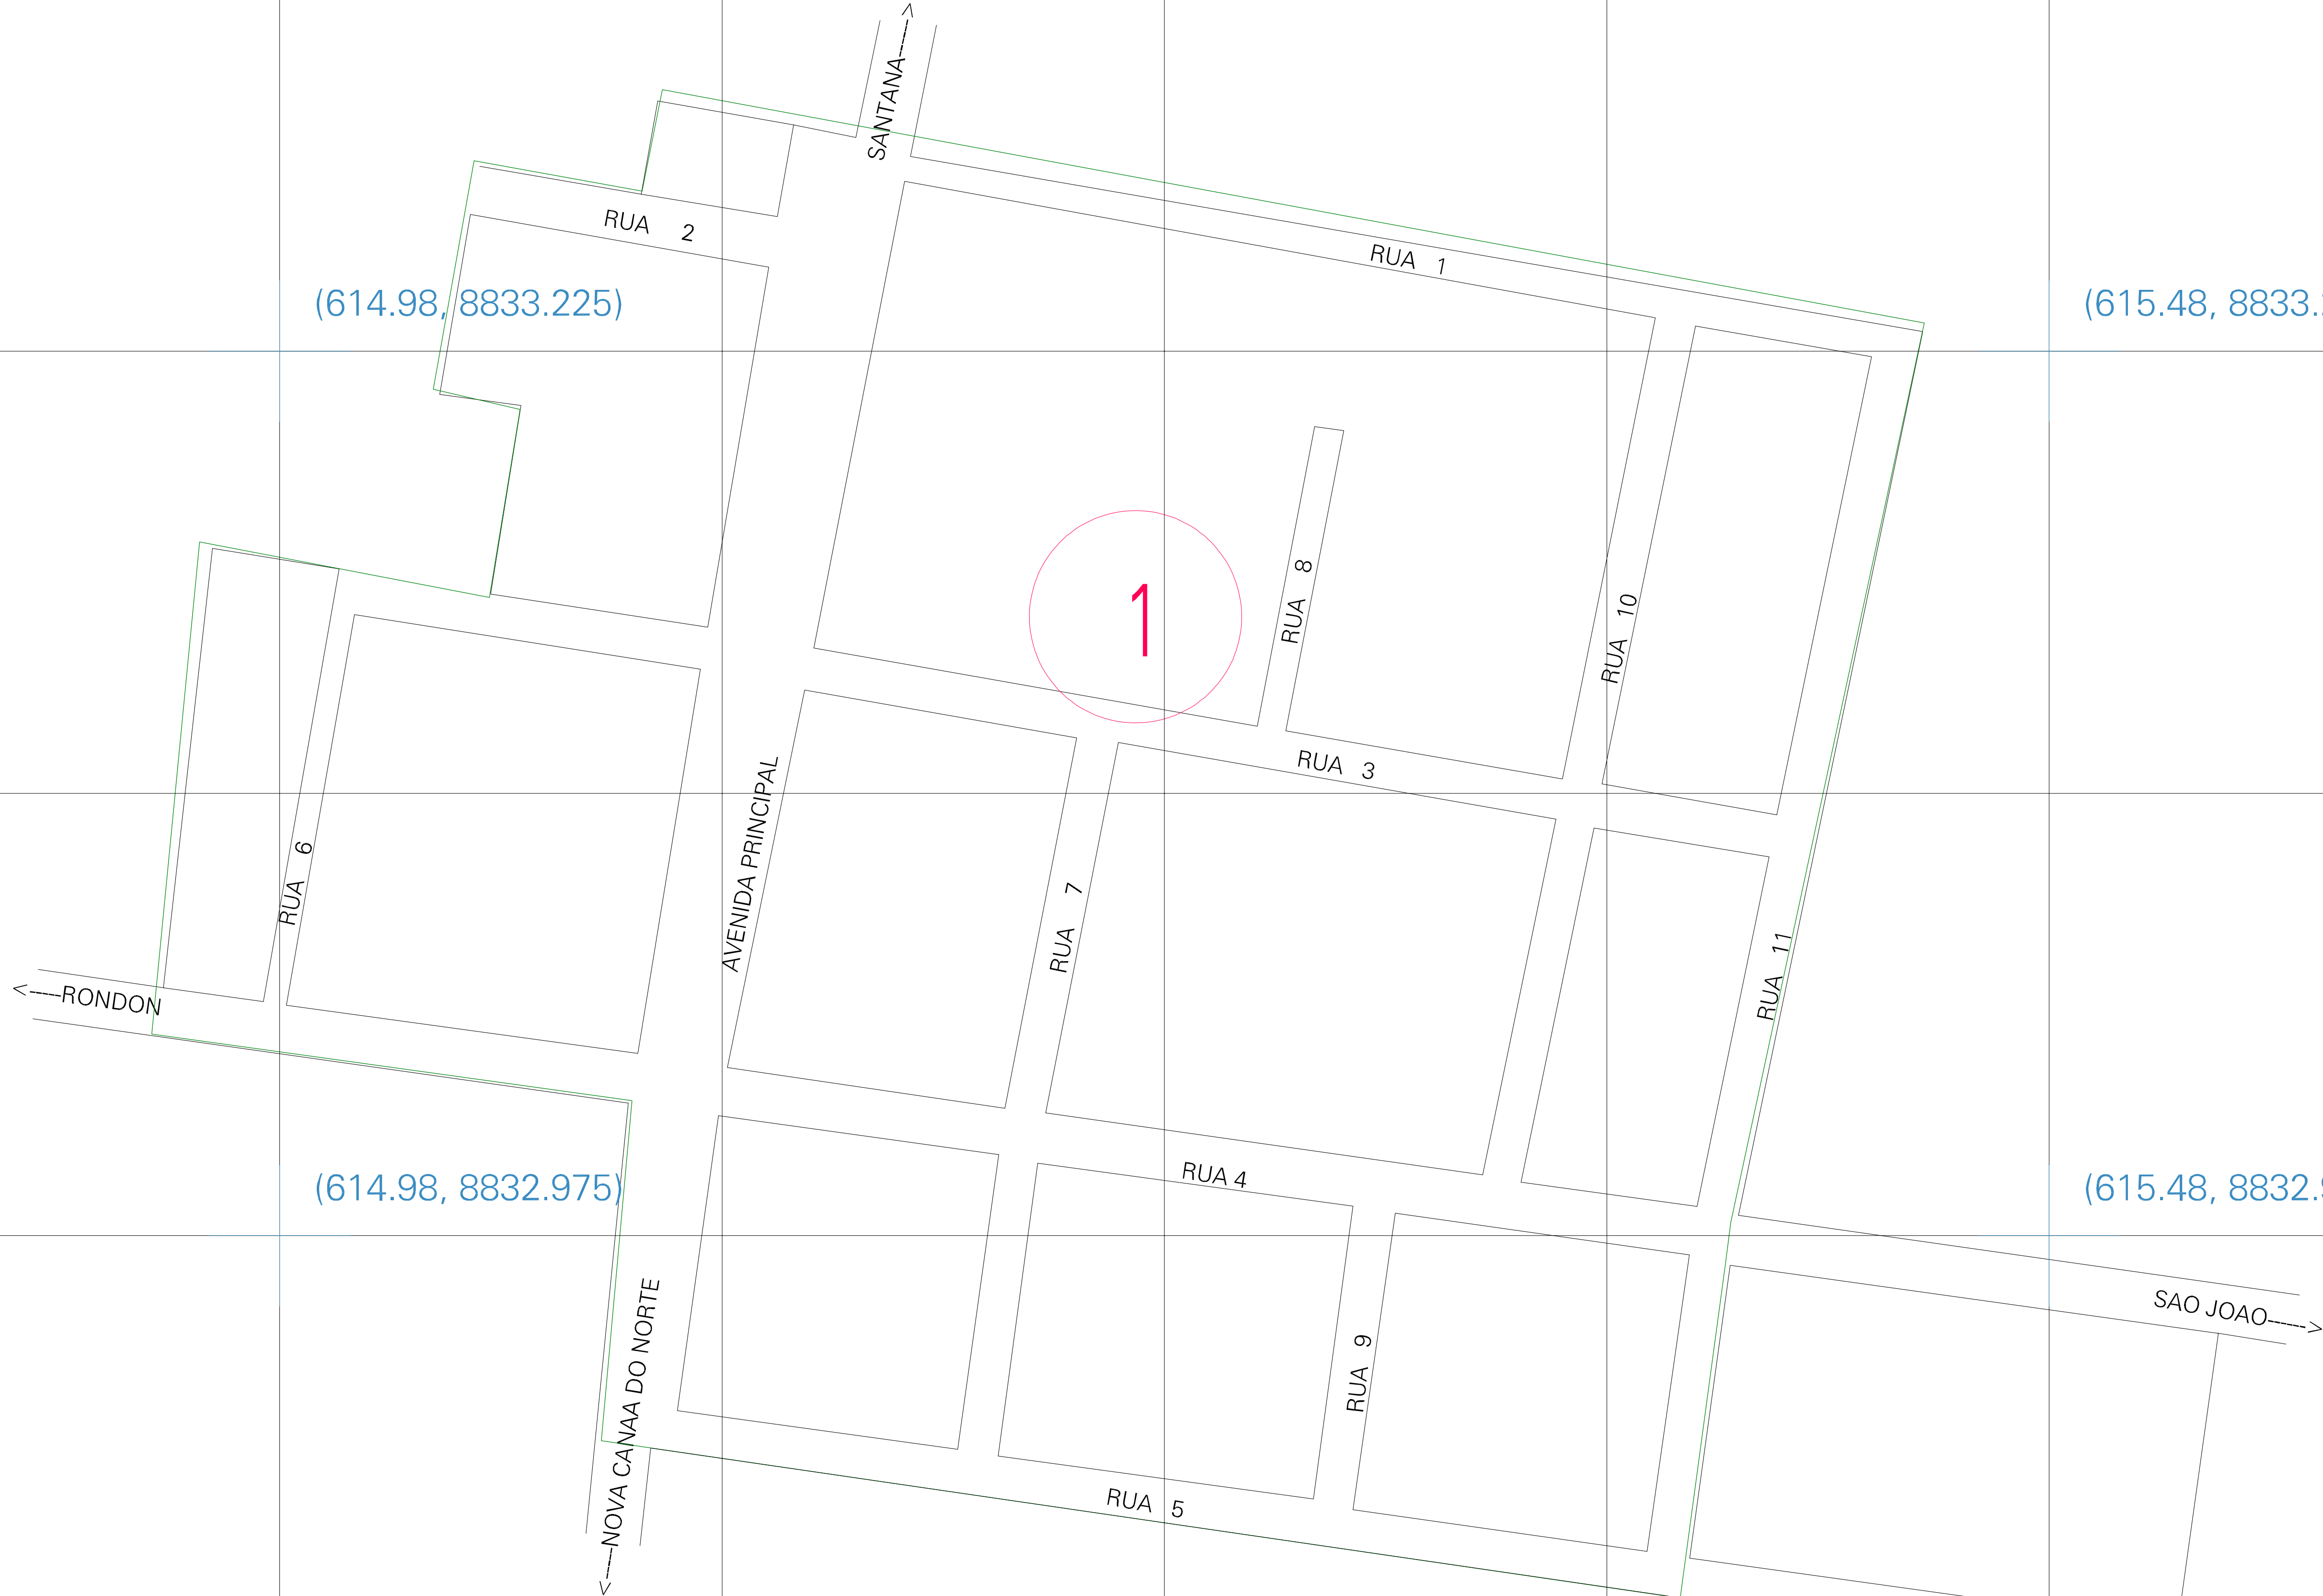 SANTANA----->
RUA 2
RUA 1
(614.98, 8833.225)
(615.48, 8833.
RUA 8
1
RUA 10
RUA 3
AVENIDA PRINCIPAL
RUA 6
RUA 7
RUA 11
<-----RONDON
RUA 4
(614.98, 8832.975)
(615.48, 8832.
SAO JOAO------>
RUA 9
<-----NOVA CANAA DO NORTE
RUA 5